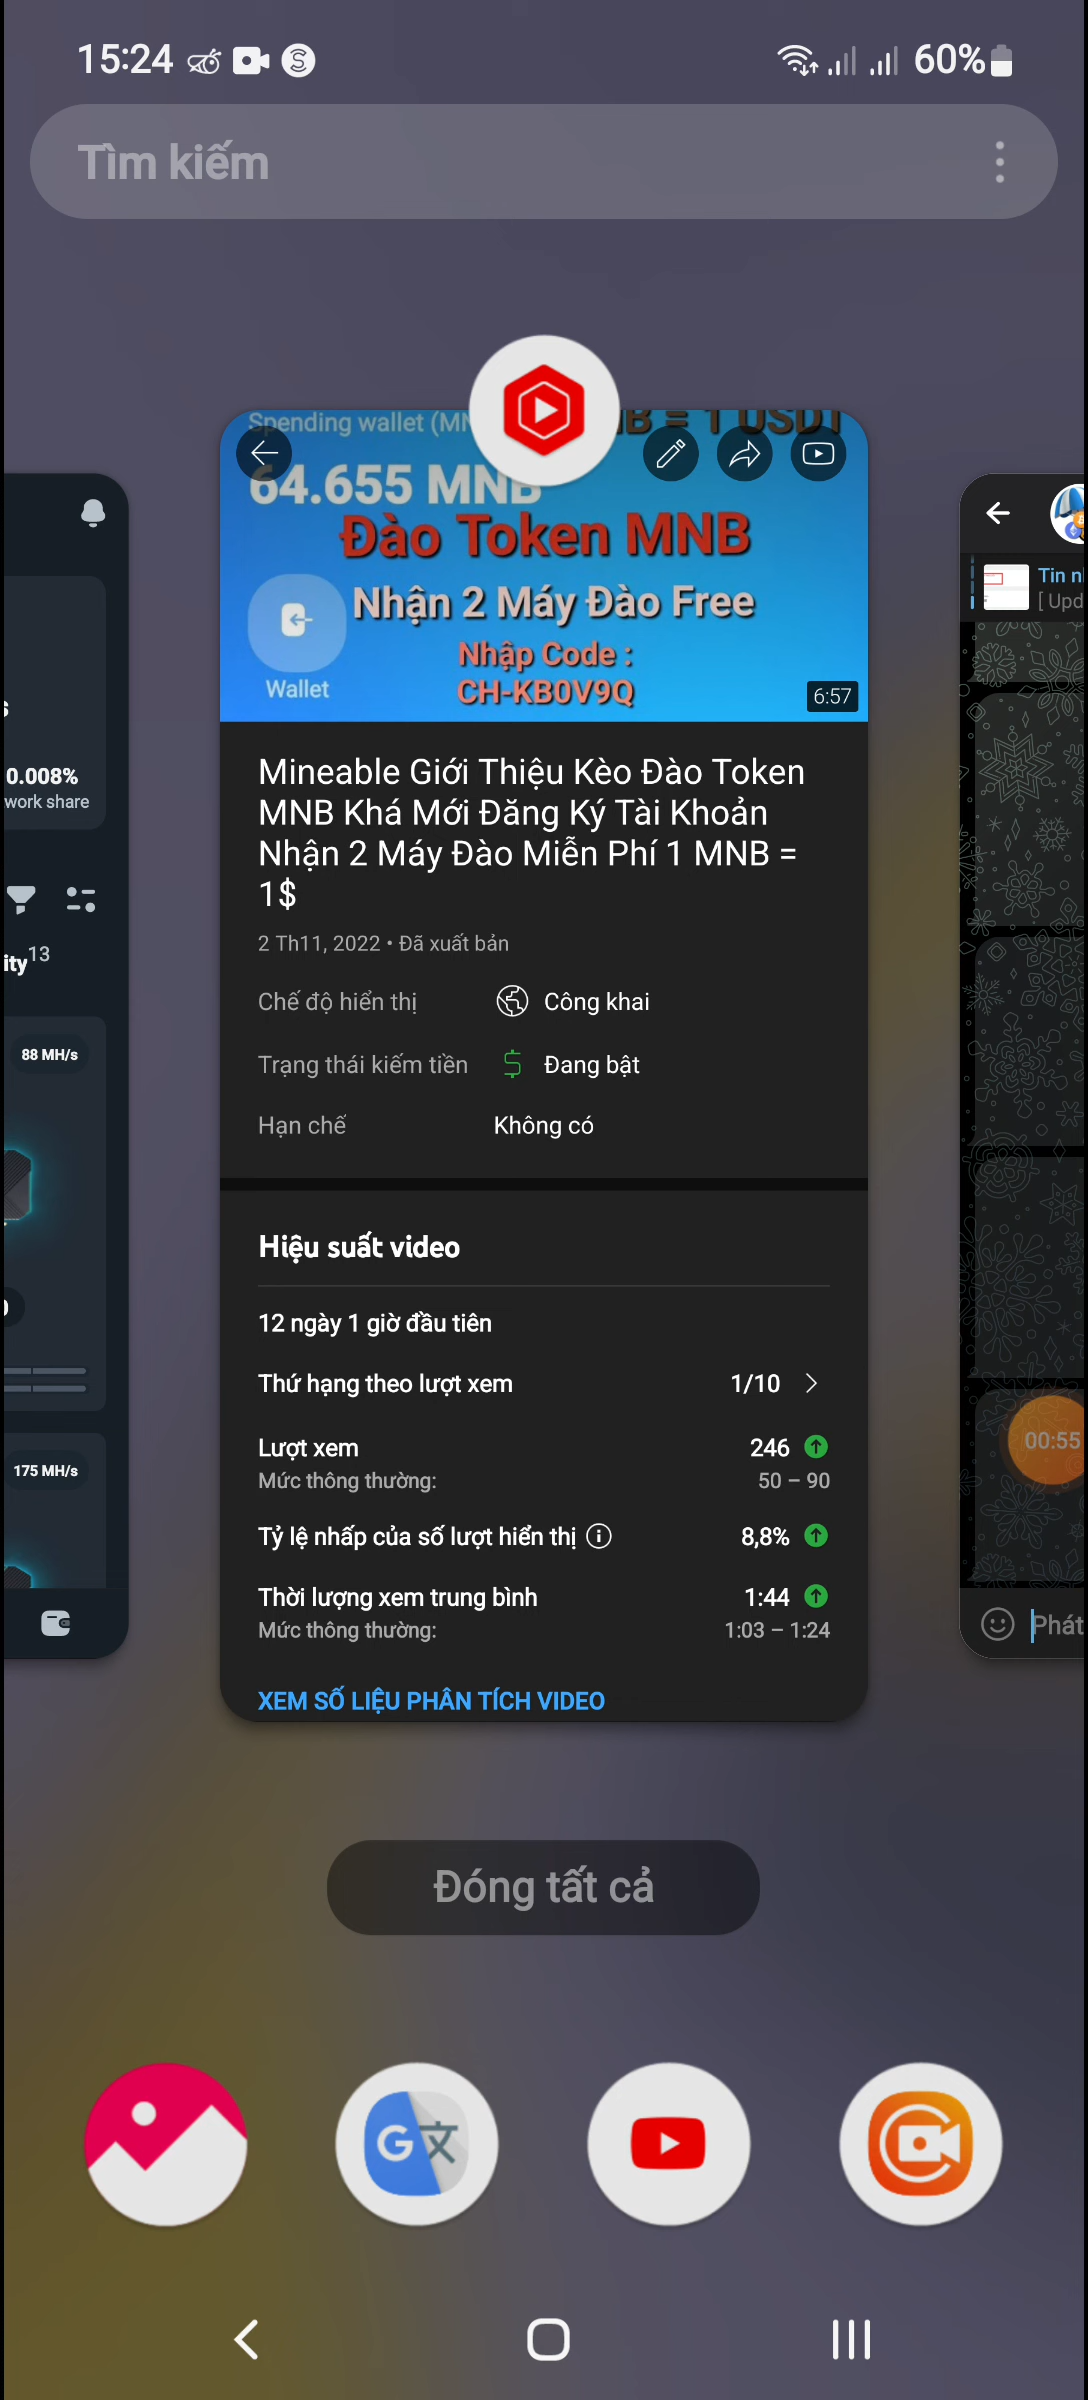 15:24
60%
Tìm kiếm
Spending wallet (MN
64.655 MNB
Đào Token MNB
Nhận 2 Máy Đào Free
Nhập Code :
CH-KB0V9Q
Wallet
6:57
Mineable Giới Thiệu Kèo Đào Token
MNB Khá Mới Đăng Ký Tài Khoản
Nhận 2 Máy Đào Miễn Phí 1 MNB =
1$
2 Th11, 2022 • Đã xuất bản
Chế độ hiển thị Công khai
Trạng thái kiếm tiền Đang bật
Hạn chế Không có
Hiệu suất video
12 ngày 1 giờ đầu tiên
Thứ hạng theo lượt xem 1/10
Lượt xem 246
Mức thông thường: 50 – 90
Tỷ lệ nhấp của số lượt hiển thị 8,8%
Thời lượng xem trung bình 1:44
Mức thông thường: 1:03 – 1:24
XEM SỐ LIỆU PHÂN TÍCH VIDEO
0.008%
work share
ity 13
88 MH/s
175 MH/s
Tin n
[ Upd
00:55
Phát
Đóng tất cả